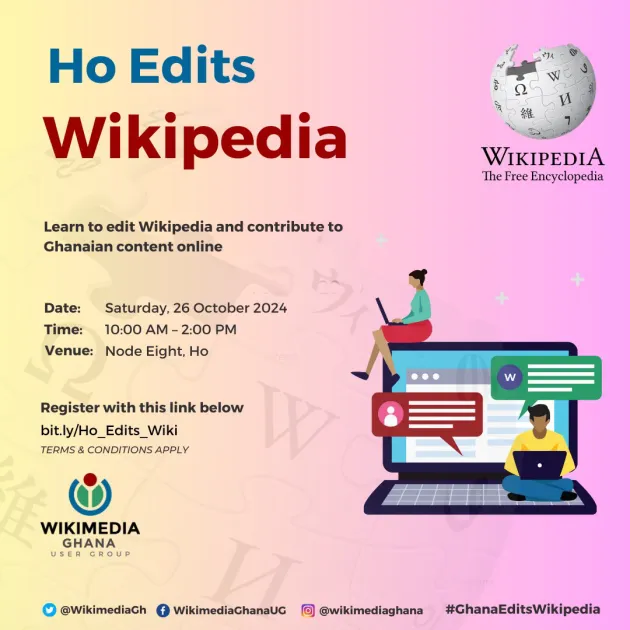 Ho Edits
Wikipedia
Ω W И 維
WIKIPEDIA
The Free Encyclopedia
Learn to edit Wikipedia and contribute to
Ghanaian content online
Date: Saturday, 26 October 2024
Time: 10:00 AM – 2:00 PM
Venue: Node Eight, Ho
W
Register with this link below
bit.ly/Ho_Edits_Wiki
TERMS & CONDITIONS APPLY
WIKIMEDIA
GHANA
USER GROUP
@WikimediaGh WikimediaGhanaUG @wikimediaghana #GhanaEditsWikipedia